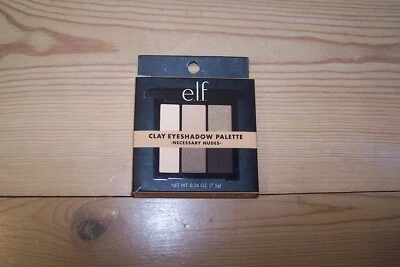 e.l.f.
CLAY EYESHADOW PALETTE
-NECESSARY NUDES-
NET WT. 0.26 OZ. (7.5g)